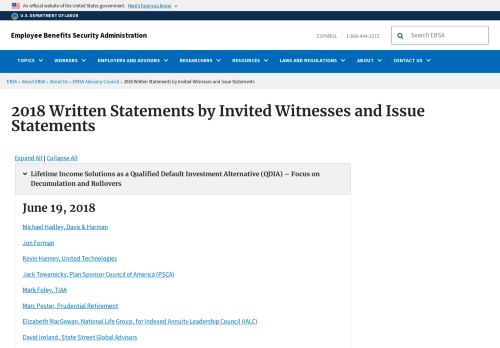 An official website of the United States government. Here's how you know
U.S. DEPARTMENT OF LABOR
Employee Benefits Security Administration
ESPAÑOL | 1-866-444-3272
Search EBSA
TOPICS WORKERS EMPLOYERS AND ADVISERS RESEARCHERS RESOURCES LAWS AND REGULATIONS ABOUT CONTACT US
EBSA › About EBSA › About Us › ERISA Advisory Council › 2018 Written Statements by Invited Witnesses and Issue Statements
2018 Written Statements by Invited Witnesses and Issue
Statements
Expand All | Collapse All
Lifetime Income Solutions as a Qualified Default Investment Alternative (QDIA) – Focus on
Decumulation and Rollovers
June 19, 2018
Michael Hadley, Davis & Harman
Jon Forman
Kevin Hanney, United Technologies
Jack Towarnicky, Plan Sponsor Council of America (PSCA)
Mark Foley, TIAA
Marc Pester, Prudential Retirement
Elizabeth MacGowan, National Life Group, for Indexed Annuity Leadership Council (IALC)
David Ireland, State Street Global Advisors